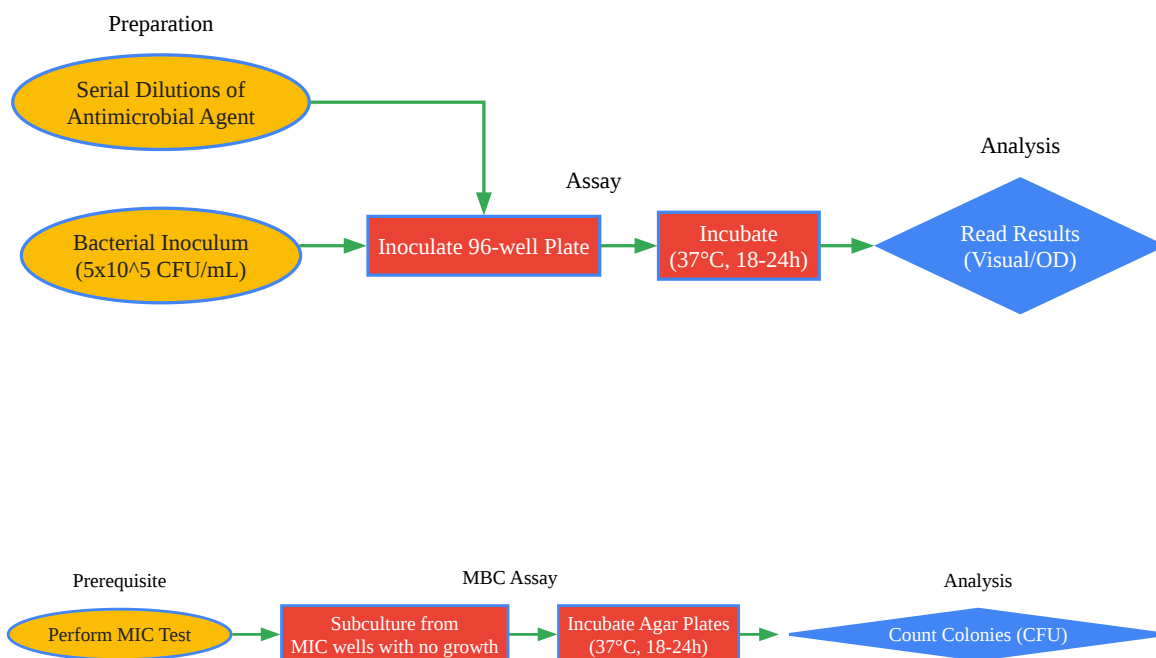 Preparation
Serial Dilutions of
Antimicrobial Agent
Analysis
Assay
Bacterial Inoculum
(5x10^5 CFU/mL)
Inoculate 96-well Plate
Incubate
(37°C, 18-24h)
Read Results
(Visual/OD)
Prerequisite
MBC Assay
Analysis
Perform MIC Test
Subculture from
MIC wells with no growth
Incubate Agar Plates
(37°C, 18-24h)
Count Colonies (CFU)